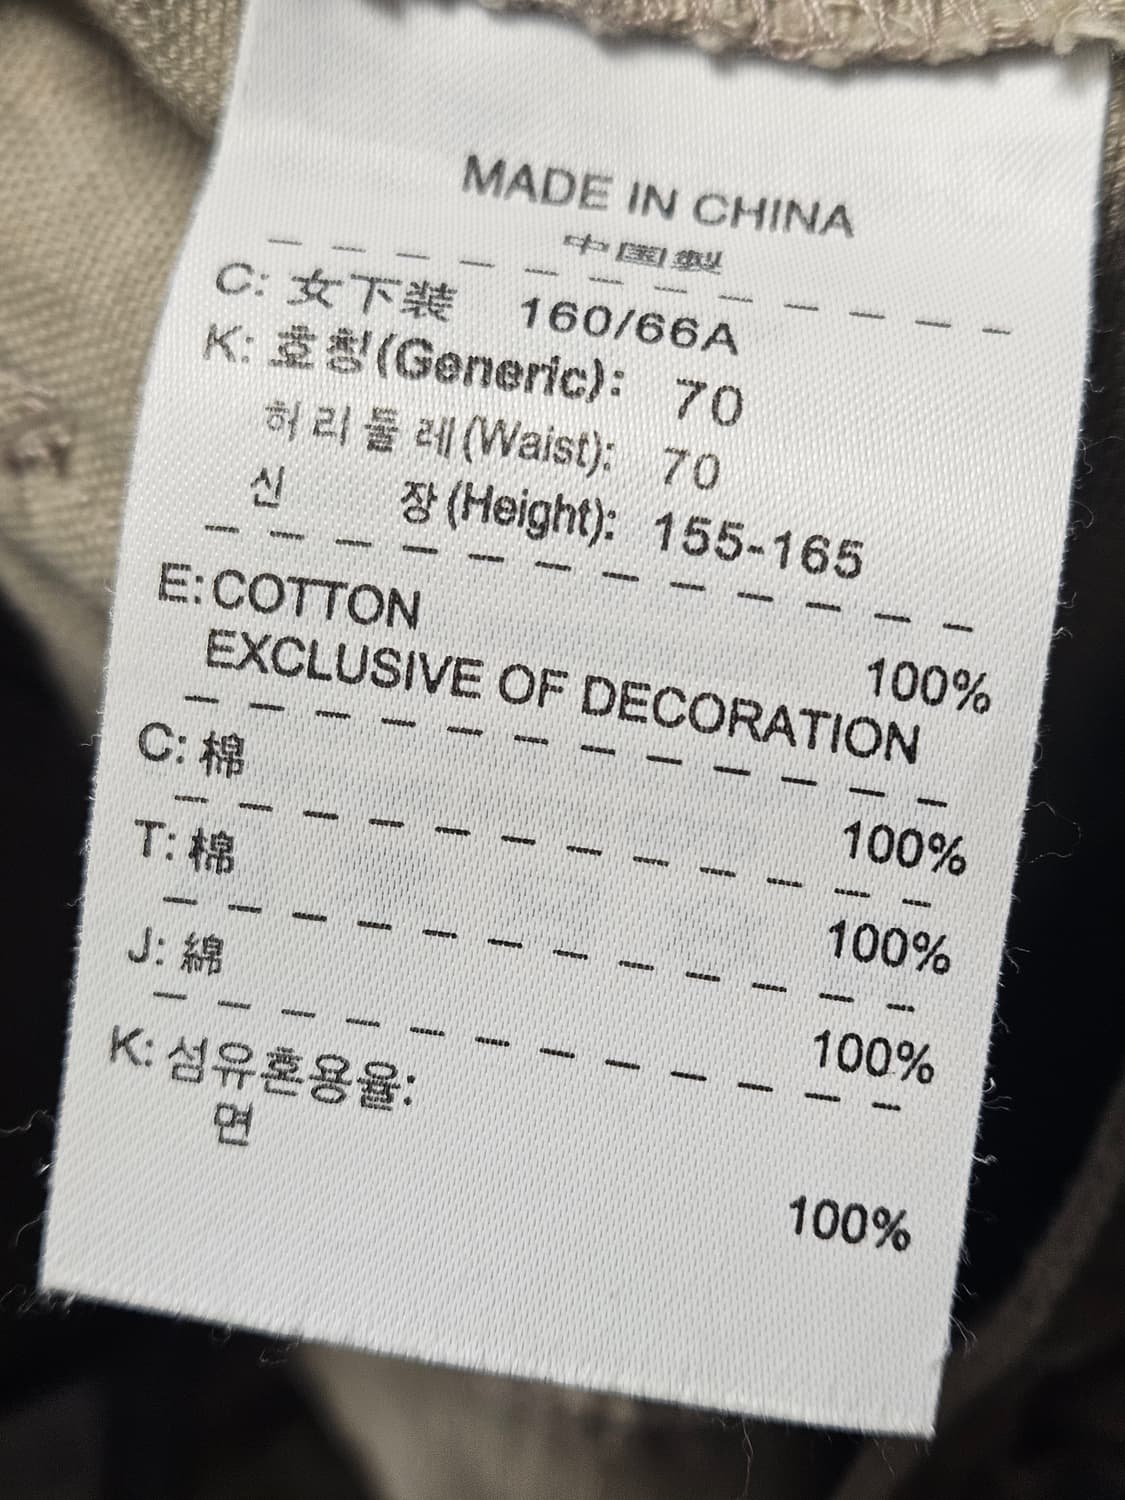 MADE IN CHINA
中国製
C: 女下装 160/66A
K: 호칭(Generic): 70
허리둘레(Waist): 70
신 장(Height): 155-165
E: COTTON 100%
EXCLUSIVE OF DECORATION
C: 棉 100%
T: 棉 100%
J: 綿 100%
K: 섬유혼용율:
면 100%